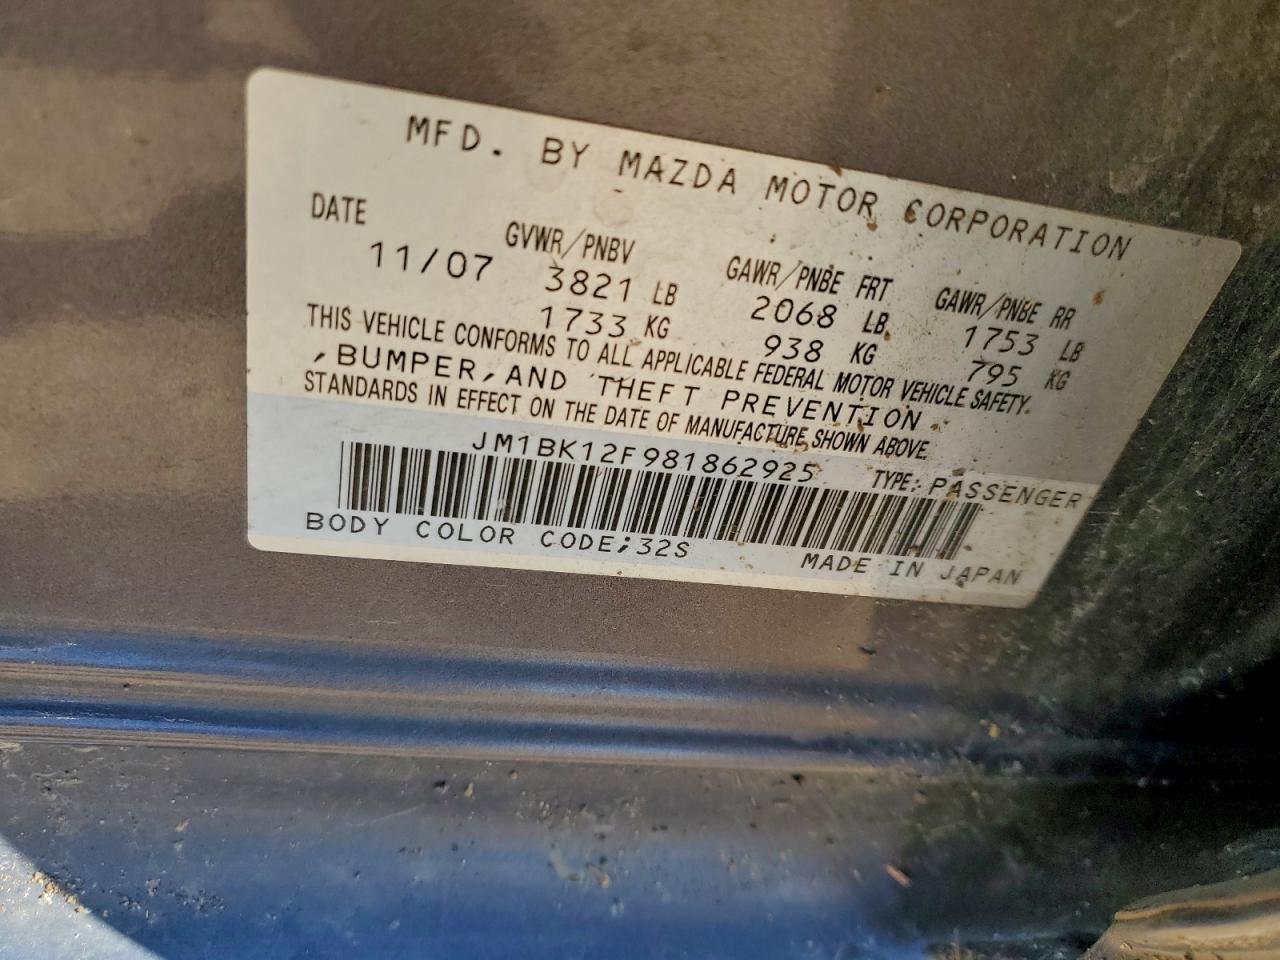 MFD. BY MAZDA MOTOR CORPORATION
DATE GVWR/PNBV GAWR/PNBE FRT GAWR/PNBE RR
11/07 3821 LB 2068 LB 1753 LB
1733 KG 938 KG 795 KG
THIS VEHICLE CONFORMS TO ALL APPLICABLE FEDERAL MOTOR VEHICLE SAFETY
,BUMPER,AND THEFT PREVENTION
STANDARDS IN EFFECT ON THE DATE OF MANUFACTURE SHOWN ABOVE.
JM1BK12F981862925 TYPE: PASSENGER
BODY COLOR CODE;32S MADE IN JAPAN